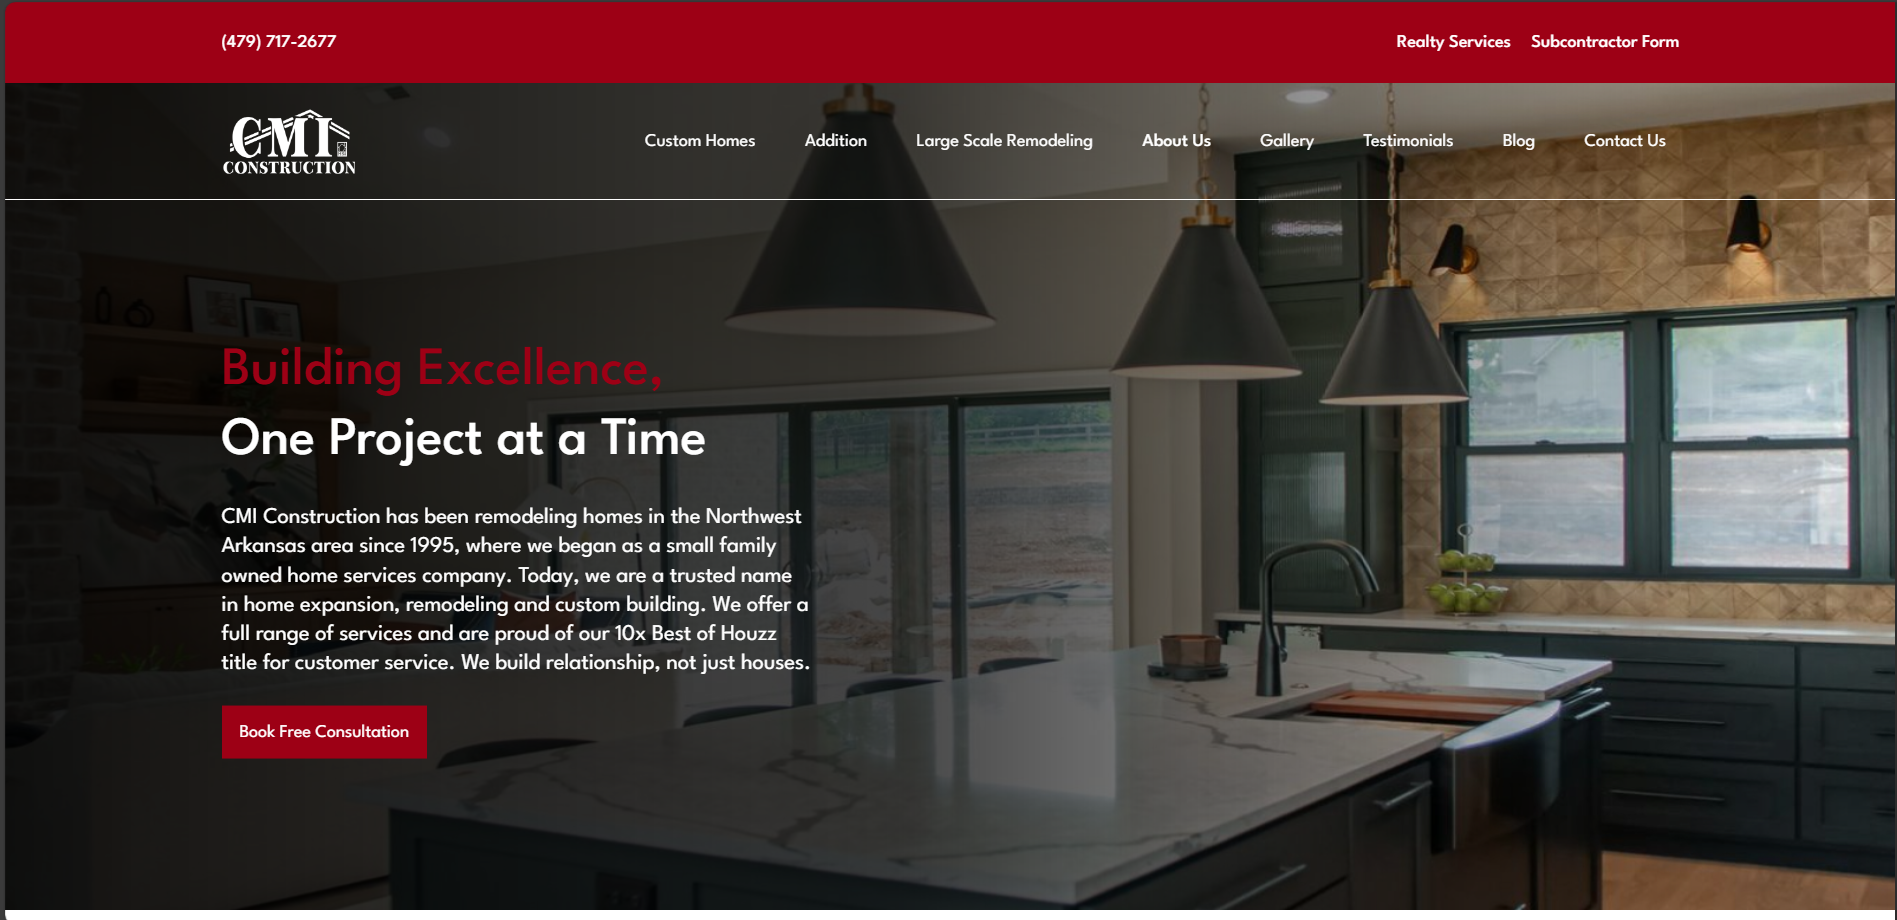 (479) 717-2677
Realty Services
Subcontractor Form
CMI
CONSTRUCTION
Custom Homes
Addition
Large Scale Remodeling
About Us
Gallery
Testimonials
Blog
Contact Us
Building Excellence,
One Project at a Time
CMI Construction has been remodeling homes in the Northwest
Arkansas area since 1995, where we began as a small family
owned home services company. Today, we are a trusted name
in home expansion, remodeling and custom building. We offer a
full range of services and are proud of our 10x Best of Houzz
title for customer service. We build relationship, not just houses.
Book Free Consultation